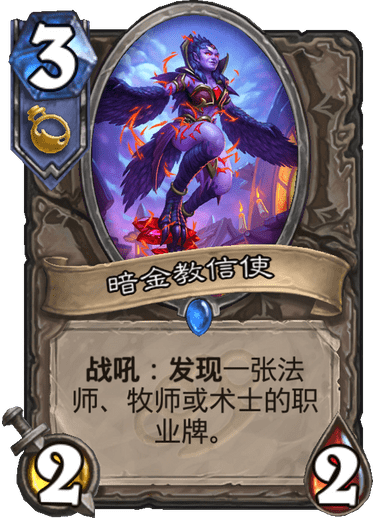 3
暗金教信使
战吼：发现一张法
师、牧师或术士的职
业牌。
2
2